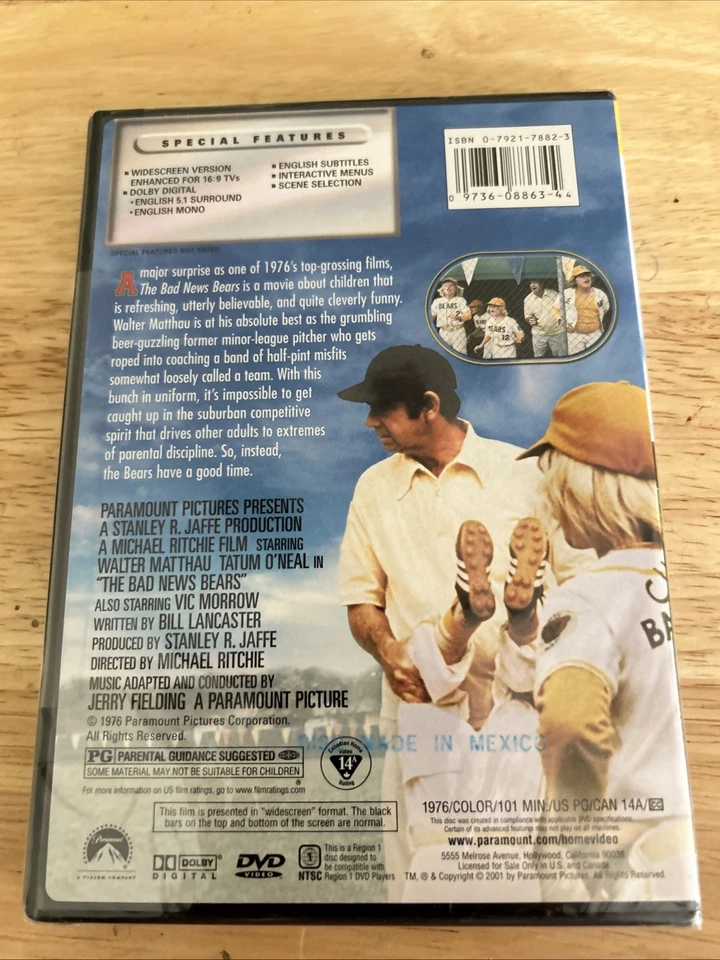 SPECIAL FEATURES
▪ WIDESCREEN VERSION
ENHANCED FOR 16:9 TVs
▪ DOLBY DIGITAL
•ENGLISH 5.1 SURROUND
•ENGLISH MONO
▪ ENGLISH SUBTITLES
▪ INTERACTIVE MENUS
▪ SCENE SELECTION
SPECIAL FEATURES NOT RATED
ISBN 0-7921-7882-3
0 9736-08863-4 4
A major surprise as one of 1976's top-grossing films,
The Bad News Bears is a movie about children that
is refreshing, utterly believable, and quite cleverly funny.
Walter Matthau is at his absolute best as the grumbling
beer-guzzling former minor-league pitcher who gets
roped into coaching a band of half-pint misfits
somewhat loosely called a team. With this
bunch in uniform, it's impossible to get
caught up in the suburban competitive
spirit that drives other adults to extremes
of parental discipline. So, instead,
the Bears have a good time.
BEARS
BEARS
12
PARAMOUNT PICTURES PRESENTS
A STANLEY R. JAFFE PRODUCTION
A MICHAEL RITCHIE FILM STARRING
WALTER MATTHAU TATUM O'NEAL IN
"THE BAD NEWS BEARS"
ALSO STARRING VIC MORROW
WRITTEN BY BILL LANCASTER
PRODUCED BY STANLEY R. JAFFE
DIRECTED BY MICHAEL RITCHIE
MUSIC ADAPTED AND CONDUCTED BY
JERRY FIELDING A PARAMOUNT PICTURE
© 1976 Paramount Pictures Corporation.
All Rights Reserved.
BA
MADE IN MEXICO
PG PARENTAL GUIDANCE SUGGESTED
SOME MATERIAL MAY NOT BE SUITABLE FOR CHILDREN ®
For more information on US film ratings, go to www.filmratings.com
Canadian Home
Video
14A
Rating
This film is presented in "widescreen" format. The black
bars on the top and bottom of the screen are normal.
1976/COLOR/101 MIN./US PG/CAN 14A/CC
This disc was created in compliance with applicable DVD specifications.
Certain of its advanced features may not play on all machines.
www.paramount.com/homevideo
5555 Melrose Avenue, Hollywood, California 90038
Licensed for Sale Only in U.S. and Canada.
TM, ® & Copyright © 2001 by Paramount Pictures. All Rights Reserved.
Paramount
A VIACOM COMPANY
DOLBY®
DIGITAL
DVD
VIDEO
1
NTSC
This is a Region 1
disc designed to
be compatible with
Region 1 DVD Players